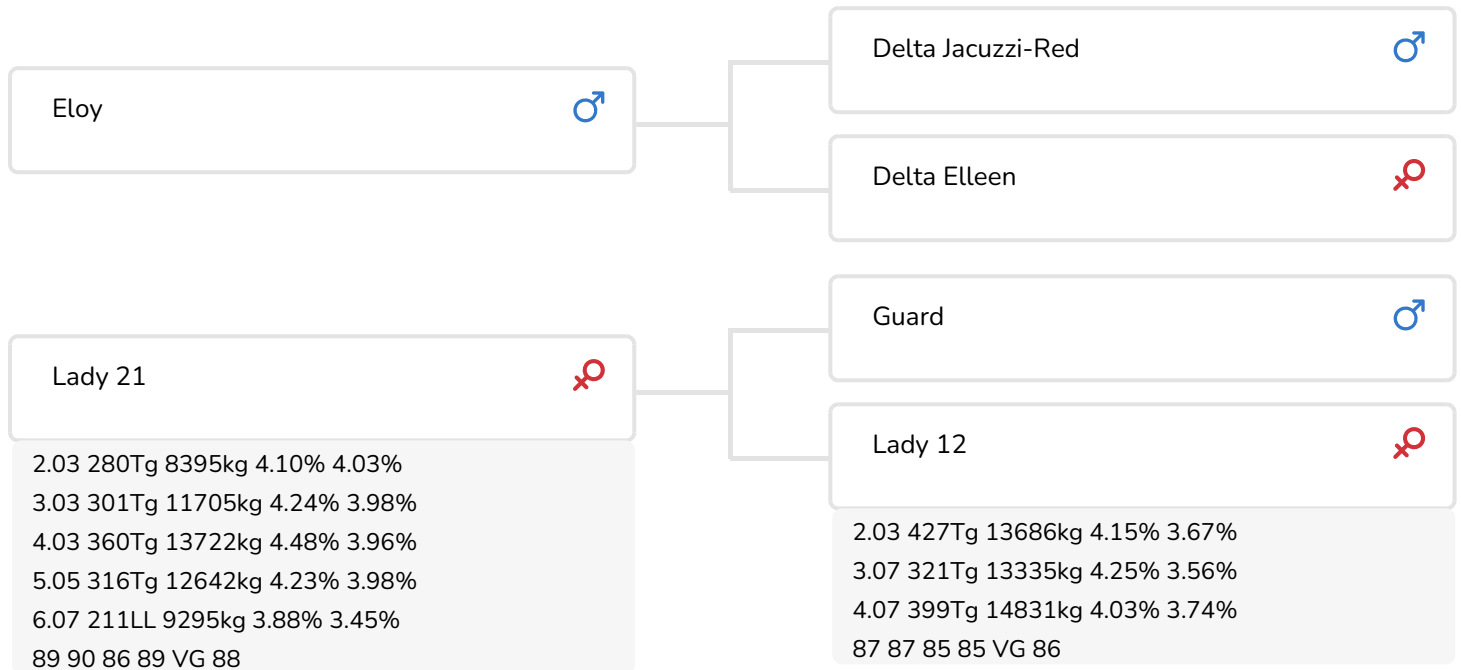 Eloy
Delta Jacuzzi-Red
Delta Elleen
Lady 21
2.03 280Tg 8395kg 4.10% 4.03%
3.03 301Tg 11705kg 4.24% 3.98%
4.03 360Tg 13722kg 4.48% 3.96%
5.05 316Tg 12642kg 4.23% 3.98%
6.07 211LL 9295kg 3.88% 3.45%
89 90 86 89 VG 88
Guard
Lady 12
2.03 427Tg 13686kg 4.15% 3.67%
3.07 321Tg 13335kg 4.25% 3.56%
4.07 399Tg 14831kg 4.03% 3.74%
87 87 85 85 VG 86